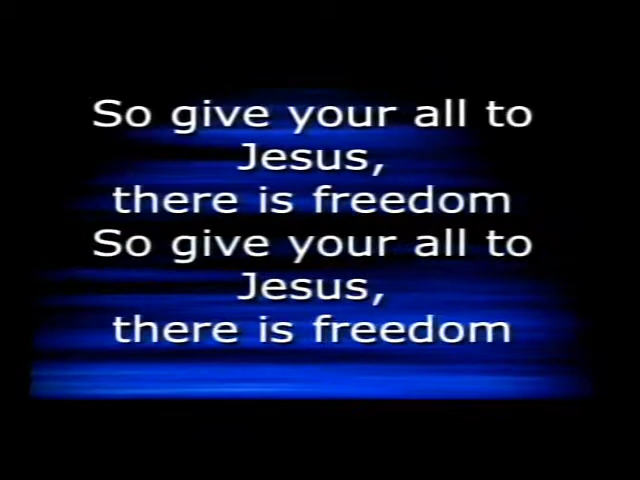 So give your all to
Jesus,
there is freedom
So give your all to
Jesus,
there is freedom